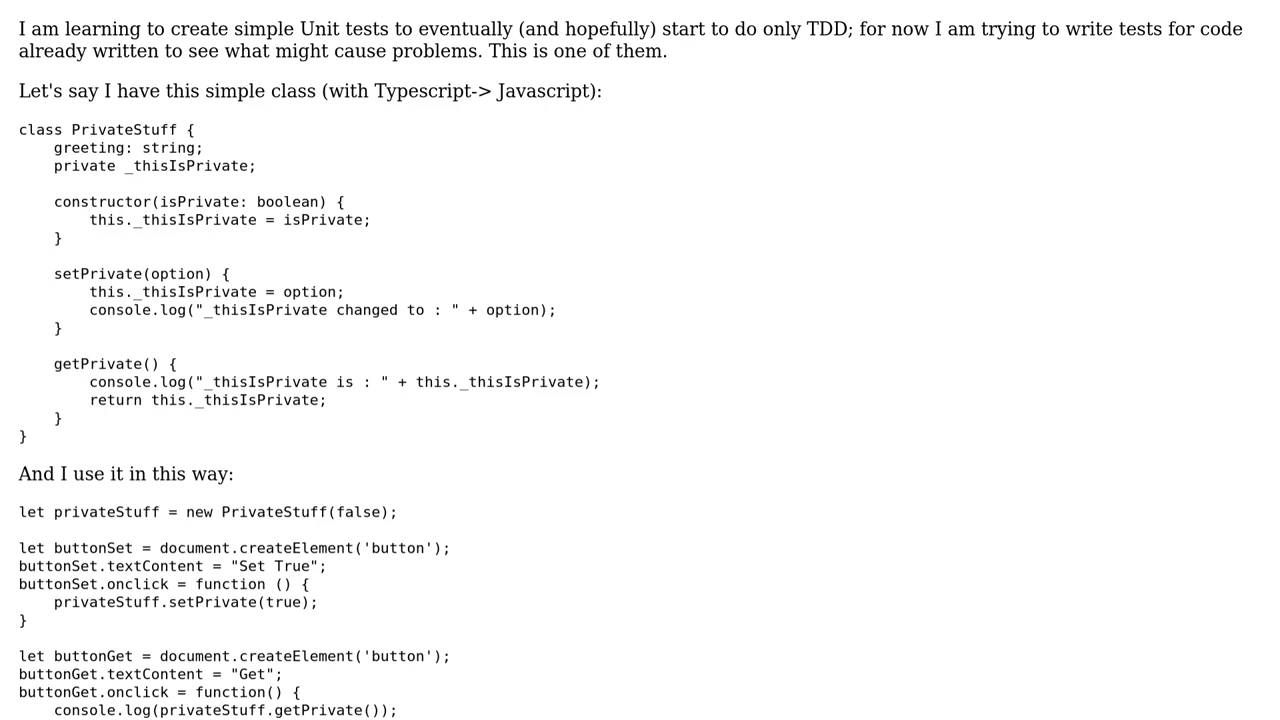 I am learning to create simple Unit tests to eventually (and hopefully) start to do only TDD; for now I am trying to write tests for code
already written to see what might cause problems. This is one of them.
Let's say I have this simple class (with Typescript-> Javascript):
class PrivateStuff {
    greeting: string;
    private _thisIsPrivate;
    constructor(isPrivate: boolean) {
        this._thisIsPrivate = isPrivate;
    }
    setPrivate(option) {
        this._thisIsPrivate = option;
        console.log("_thisIsPrivate changed to : " + option);
    }
    getPrivate() {
        console.log("_thisIsPrivate is : " + this._thisIsPrivate);
        return this._thisIsPrivate;
    }
}
And I use it in this way:
let privateStuff = new PrivateStuff(false);
let buttonSet = document.createElement('button');
buttonSet.textContent = "Set True";
buttonSet.onclick = function () {
    privateStuff.setPrivate(true);
}
let buttonGet = document.createElement('button');
buttonGet.textContent = "Get";
buttonGet.onclick = function() {
    console.log(privateStuff.getPrivate());